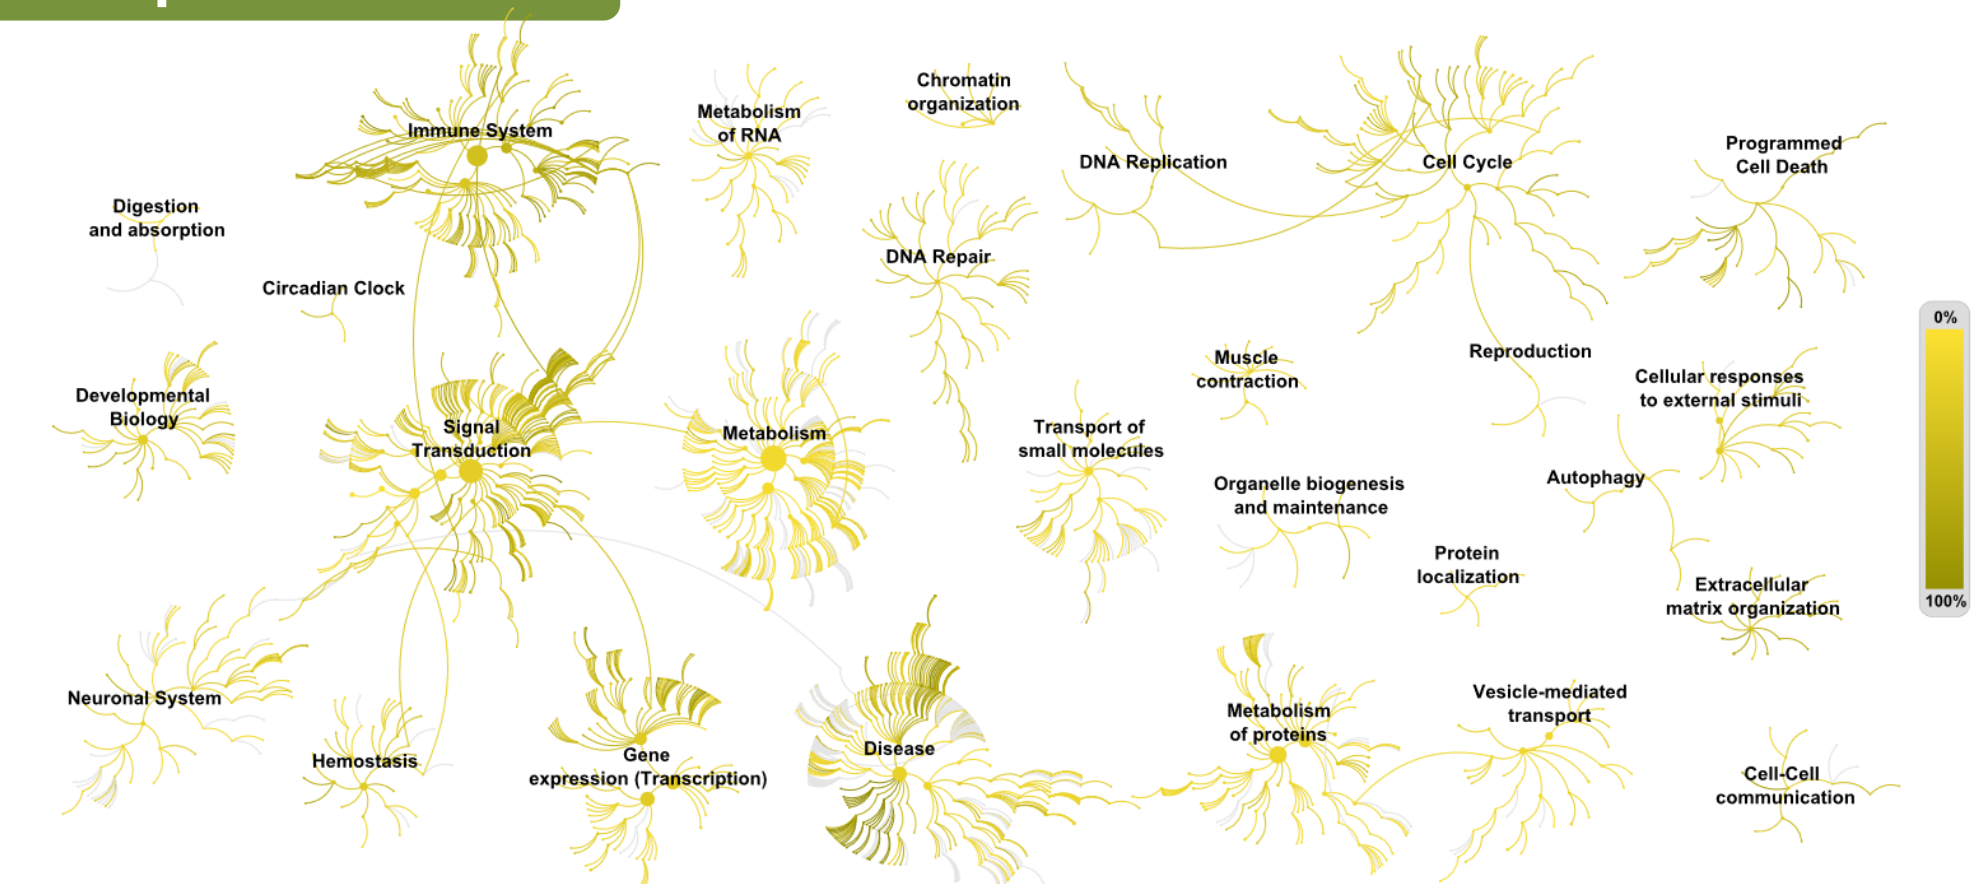 Immune System
Metabolism
of RNA
Chromatin
organization
DNA Replication
Cell Cycle
Programmed
Cell Death
Digestion
and absorption
DNA Repair
Circadian Clock
0%
100%
Developmental
Biology
Signal
Transduction
Metabolism
Transport of
small molecules
Muscle
contraction
Reproduction
Cellular responses
to external stimuli
Organelle biogenesis
and maintenance
Autophagy
Protein
localization
Extracellular
matrix organization
Neuronal System
Hemostasis
Gene
expression (Transcription)
Disease
Metabolism
of proteins
Vesicle-mediated
transport
Cell-Cell
communication